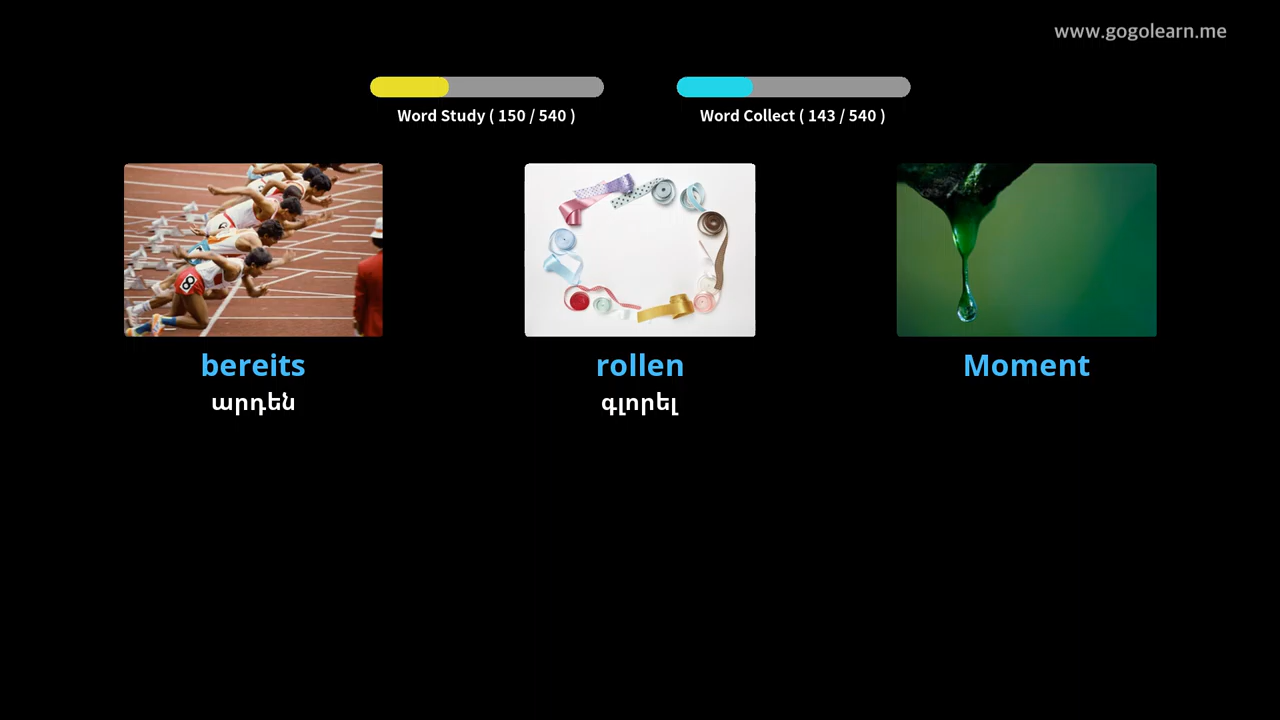 www.gogolearn.me
Word Study ( 150 / 540 )
Word Collect ( 143 / 540 )
bereits
արդեն
rollen
գլորել
Moment